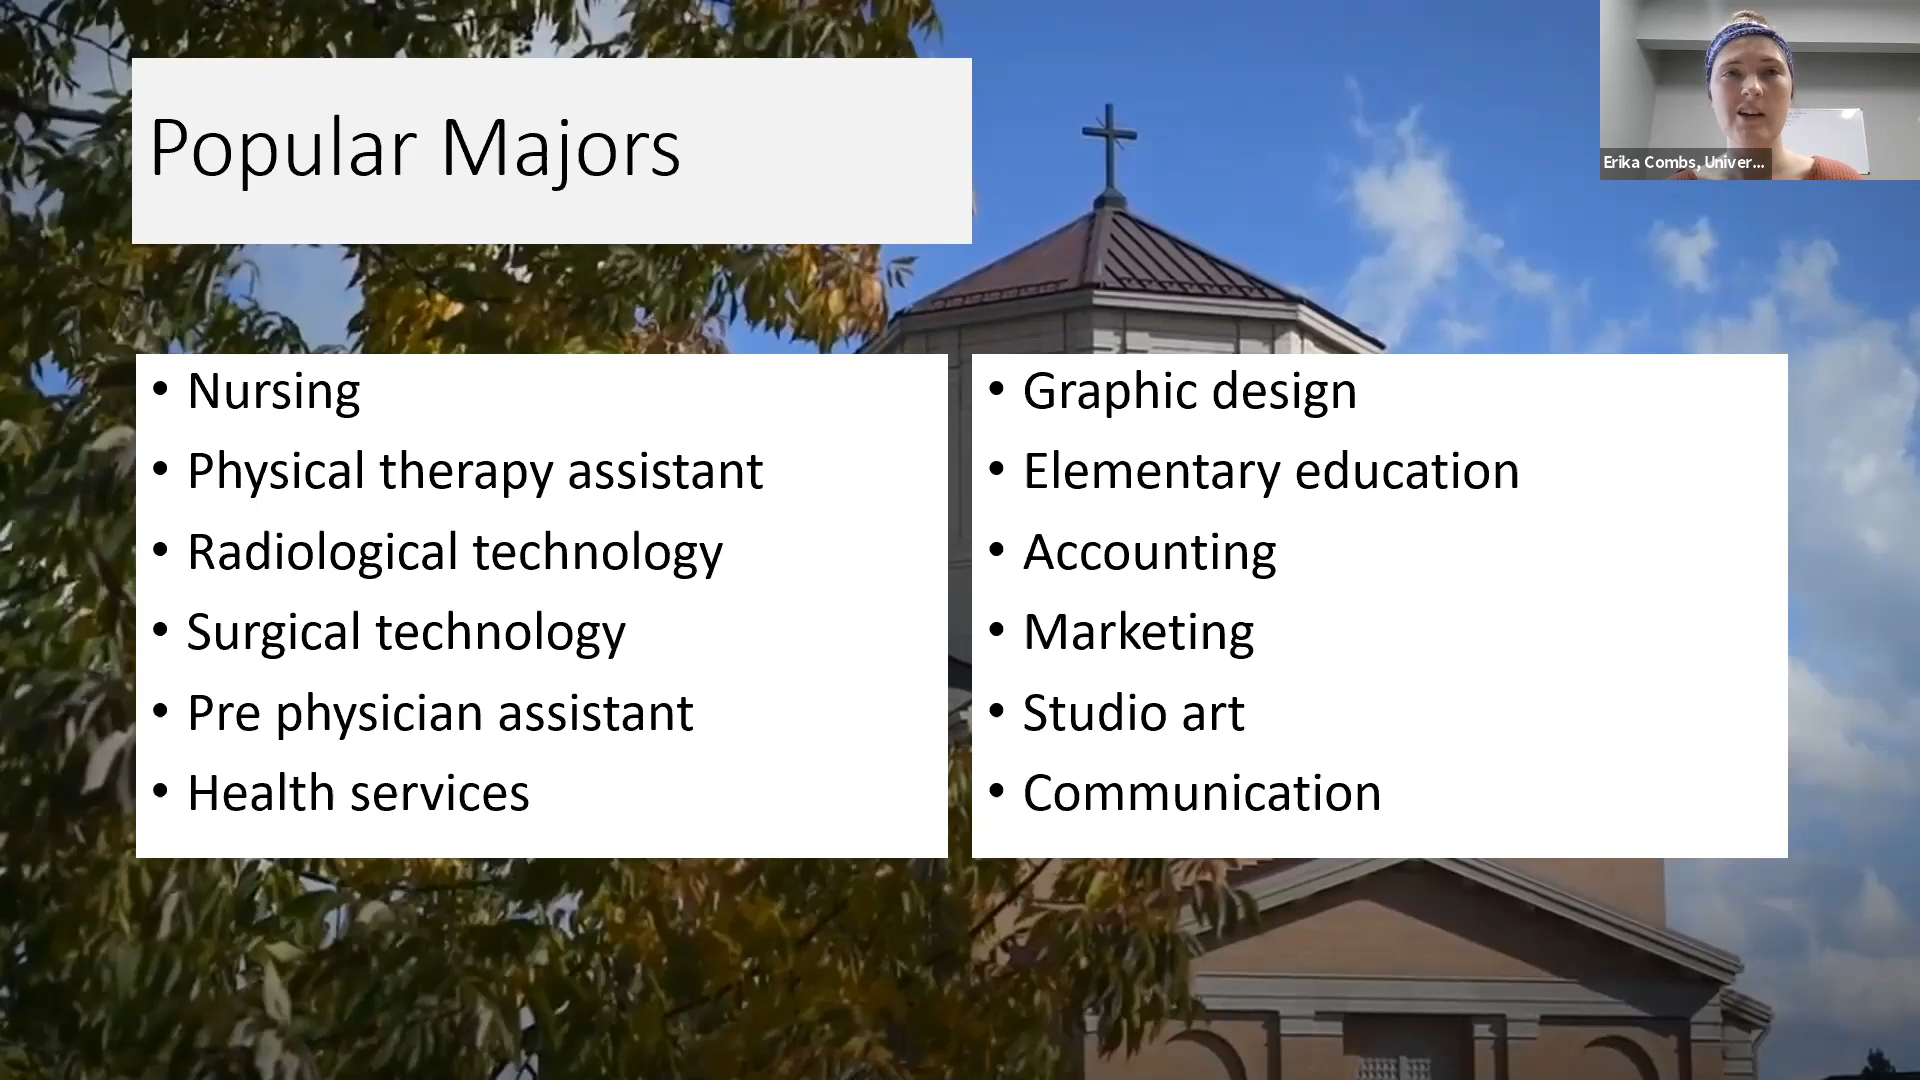 Popular Majors
Erika Combs, Univer...
• Nursing
• Physical therapy assistant
• Radiological technology
• Surgical technology
• Pre physician assistant
• Health services
• Graphic design
• Elementary education
• Accounting
• Marketing
• Studio art
• Communication